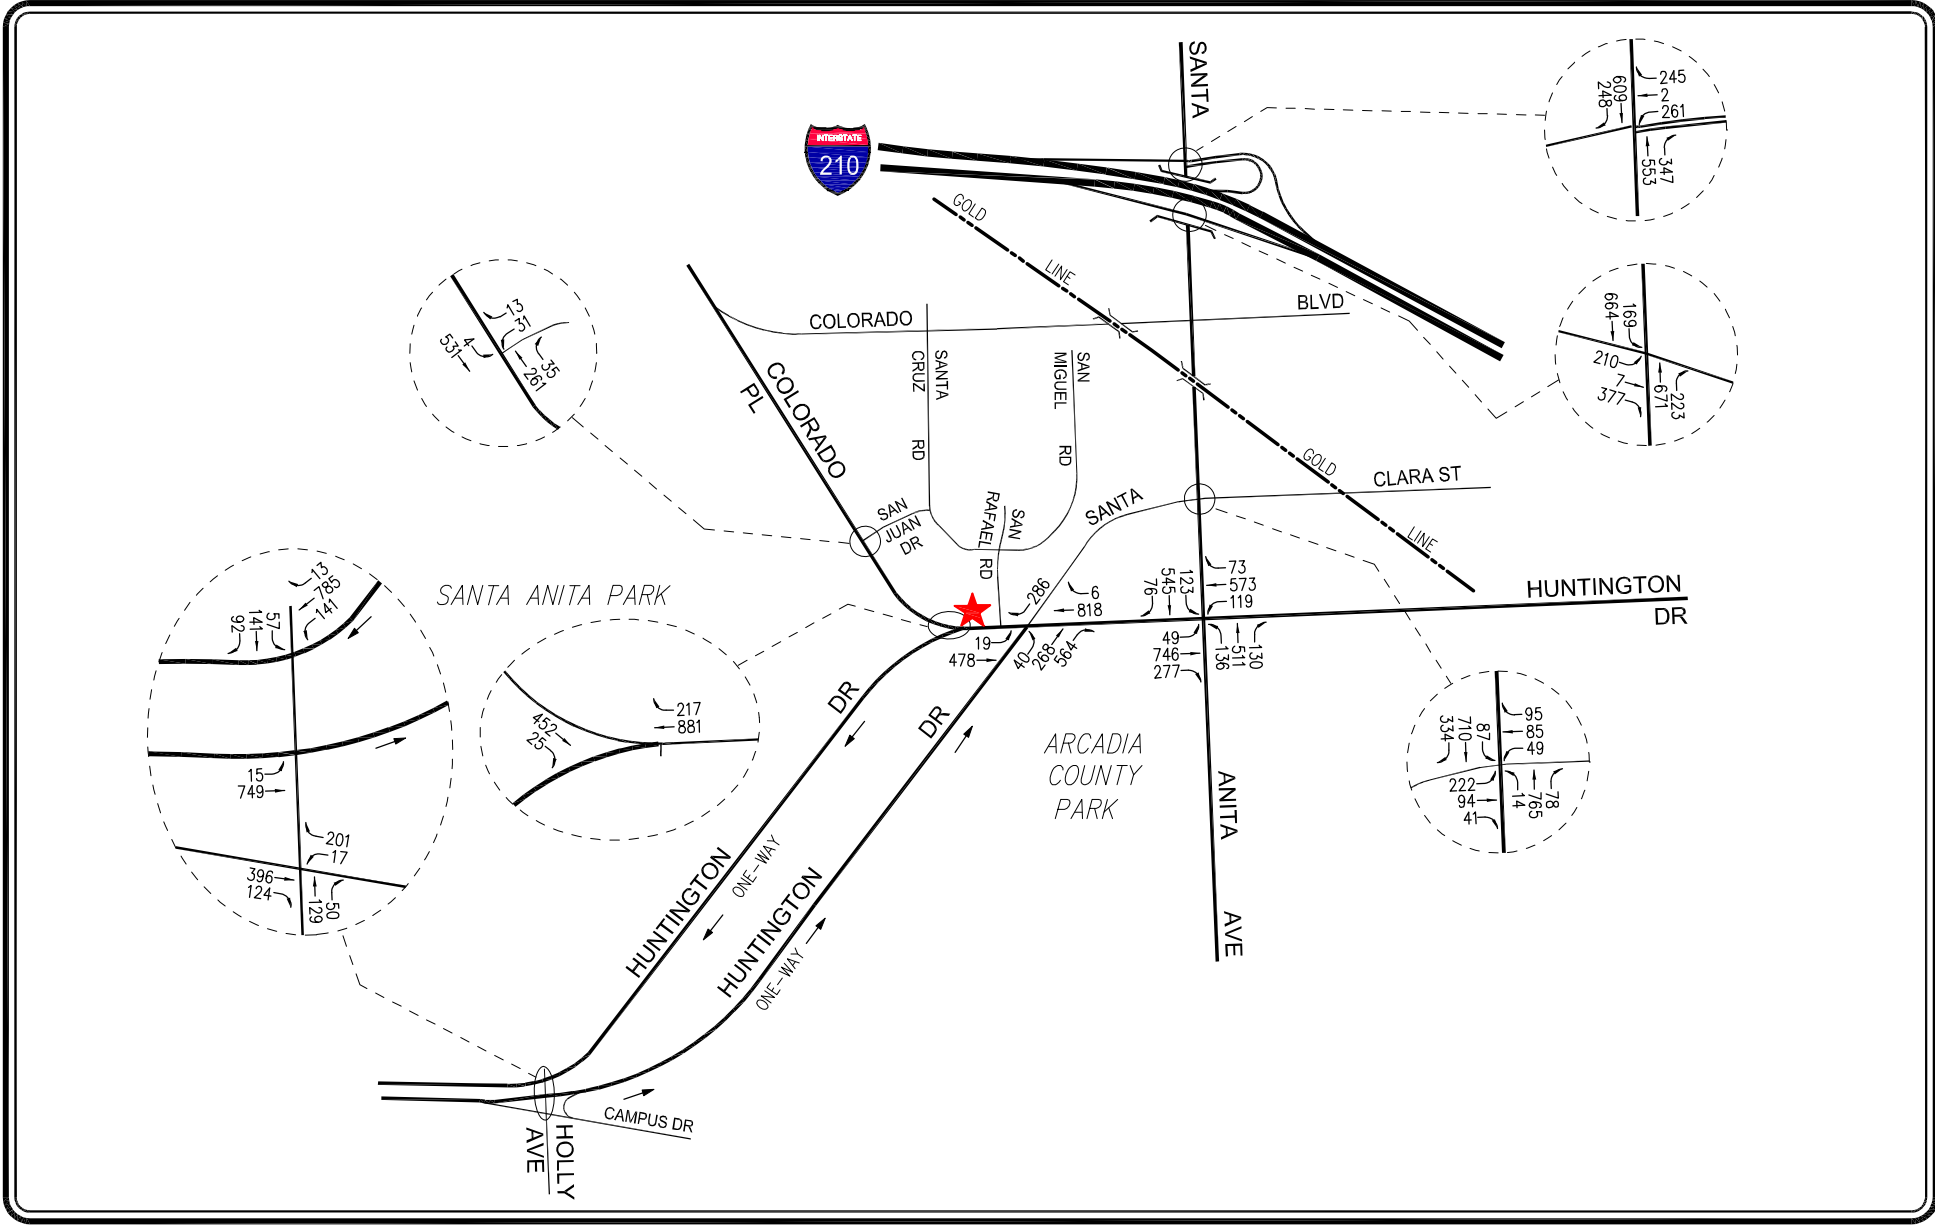 SANTA
245
2
261
609
248
347
553
INTERSTATE
210
GOLD
LINE
COLORADO
BLVD
13
31
4
531
35
261
169
664
210
7
377
671
223
COLORADO
PL
SANTA
CRUZ
RD
SAN
MIGUEL
RD
GOLD
LINE
CLARA ST
SANTA
SAN
JUAN
DR
SAN
RAFAEL RD
SANTA ANITA PARK
286
6
818
76
545
123
73
573
119
HUNTINGTON
DR
19
478
40
268
564
49
746
277
136
511
130
13
785
141
57
141
92
15
749
201
17
396
124
129
50
452
25
217
881
DR
DR
ARCADIA
COUNTY
PARK
ANITA
AVE
95
85
49
87
710
334
222
94
41
14
765
78
HUNTINGTON
ONE-WAY
HUNTINGTON
ONE-WAY
CAMPUS DR
HOLLY
AVE